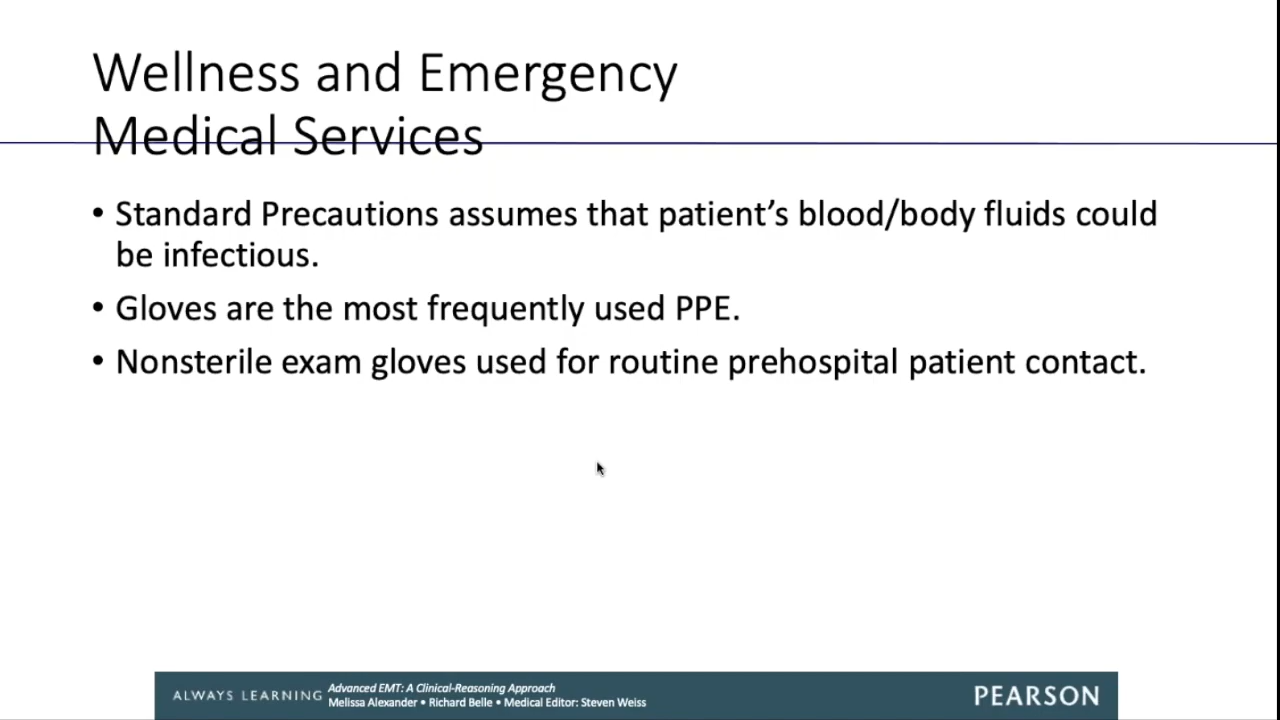 Wellness and Emergency
Medical Services
• Standard Precautions assumes that patient’s blood/body fluids could
be infectious.
• Gloves are the most frequently used PPE.
• Nonsterile exam gloves used for routine prehospital patient contact.
ALWAYS LEARNING
Advanced EMT: A Clinical-Reasoning Approach
Melissa Alexander • Richard Belle • Medical Editor: Steven Weiss
PEARSON